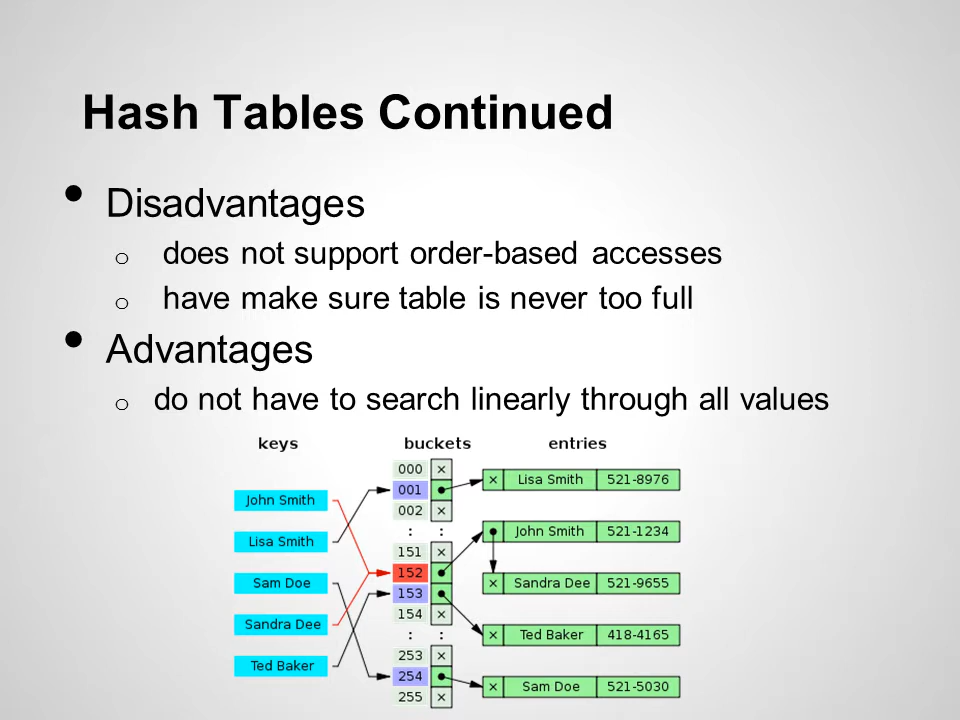 Hash Tables Continued
• Disadvantages
o does not support order-based accesses
o have make sure table is never too full
• Advantages
o do not have to search linearly through all values
keys buckets entries
000 ×
× Lisa Smith 521-8976
001
John Smith
002 ×
: :
× John Smith 521-1234
Lisa Smith
151 ×
152
Sam Doe
× Sandra Dee 521-9655
153
154 ×
Sandra Dee
: :
× Ted Baker 418-4165
253 ×
Ted Baker
254
× Sam Doe 521-5030
255 ×